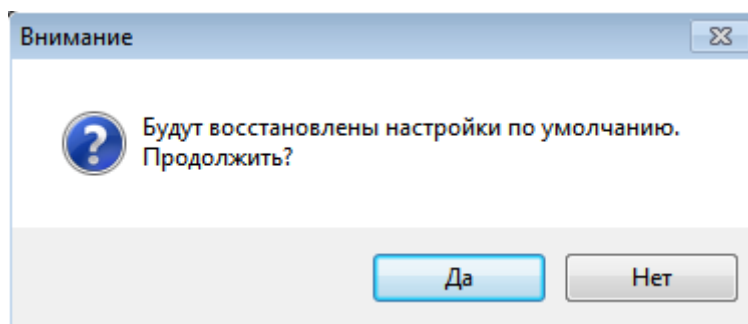 Внимание
Будут восстановлены настройки по умолчанию.
Продолжить?
Да
Нет